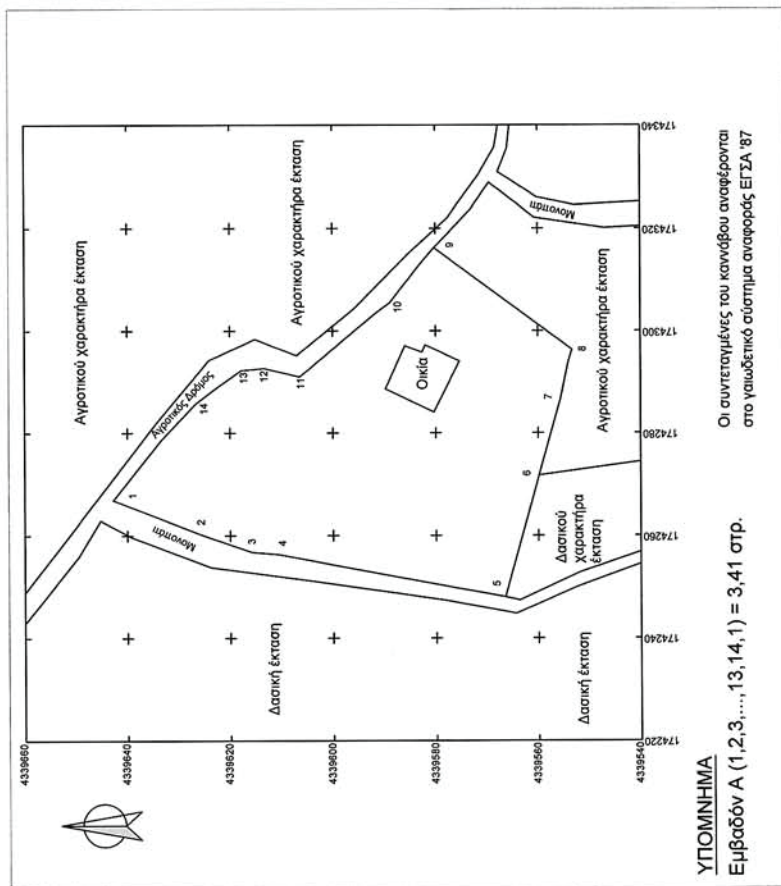 4339660
4339640
4339620
4339600
4339580
4339560
4339540
174220
174240
174260
174280
174300
174320
174340
Αγροτικού χαρακτήρα έκταση
Αγροτικού χαρακτήρα έκταση
Αγροτικός Δρόμος
Μονοπάτι
Δασική έκταση
Δασική έκταση
Δασικού
χαρακτήρα
έκταση
Αγροτικού χαρακτήρα έκταση
Μονοπάτι
Οικία
1
2
3
4
5
6
7
8
9
10
11
12
13
14
ΥΠΟΜΝΗΜΑ
Εμβαδόν Α (1,2,3,...,13,14,1) = 3,41 στρ.
Οι συντεταγμένες του καννάβου αναφέρονται
στο γαιωδετικό σύστημα αναφοράς ΕΓΣΑ '87